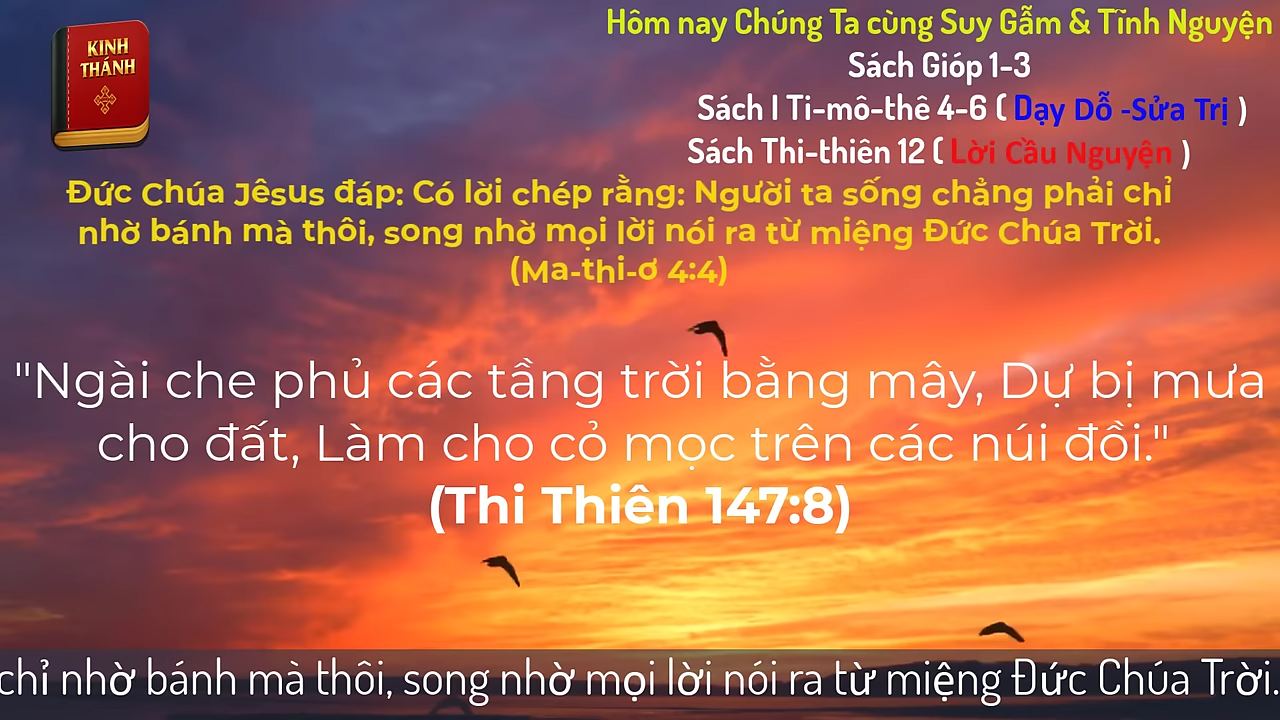 KINH
THÁNH
Hôm nay Chúng Ta cùng Suy Gẫm & Tĩnh Nguyện
Sách Gióp 1-3
Sách I Ti-mô-thê 4-6 ( Dạy Dỗ -Sửa Trị )
Sách Thi-thiên 12 ( Lời Cầu Nguyện )
Đức Chúa Jêsus đáp: Có lời chép rằng: Người ta sống chẳng phải chỉ
nhờ bánh mà thôi, song nhờ mọi lời nói ra từ miệng Đức Chúa Trời.
(Ma-thi-ơ 4:4)
"Ngài che phủ các tầng trời bằng mây, Dự bị mưa
cho đất, Làm cho cỏ mọc trên các núi đồi."
(Thi Thiên 147:8)
chỉ nhờ bánh mà thôi, song nhờ mọi lời nói ra từ miệng Đức Chúa Trời.